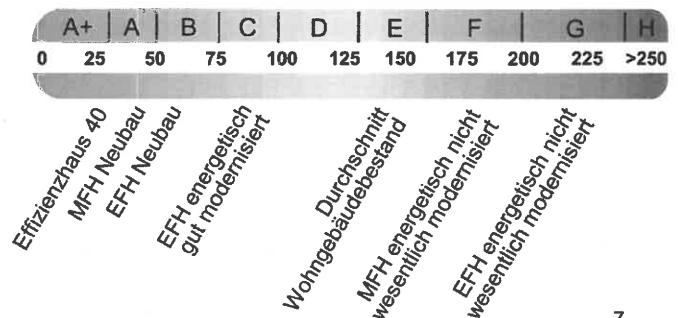 A+ A B C D E F G H
0 25 50 75 100 125 150 175 200 225 >250
Effizienzhaus 40
MFH Neubau
EFH Neubau
EFH energetisch
gut modernisiert
Durchschnitt
Wohngebäudebestand
MFH energetisch nicht
wesentlich modernisiert
EFH energetisch nicht
wesentlich modernisiert
7